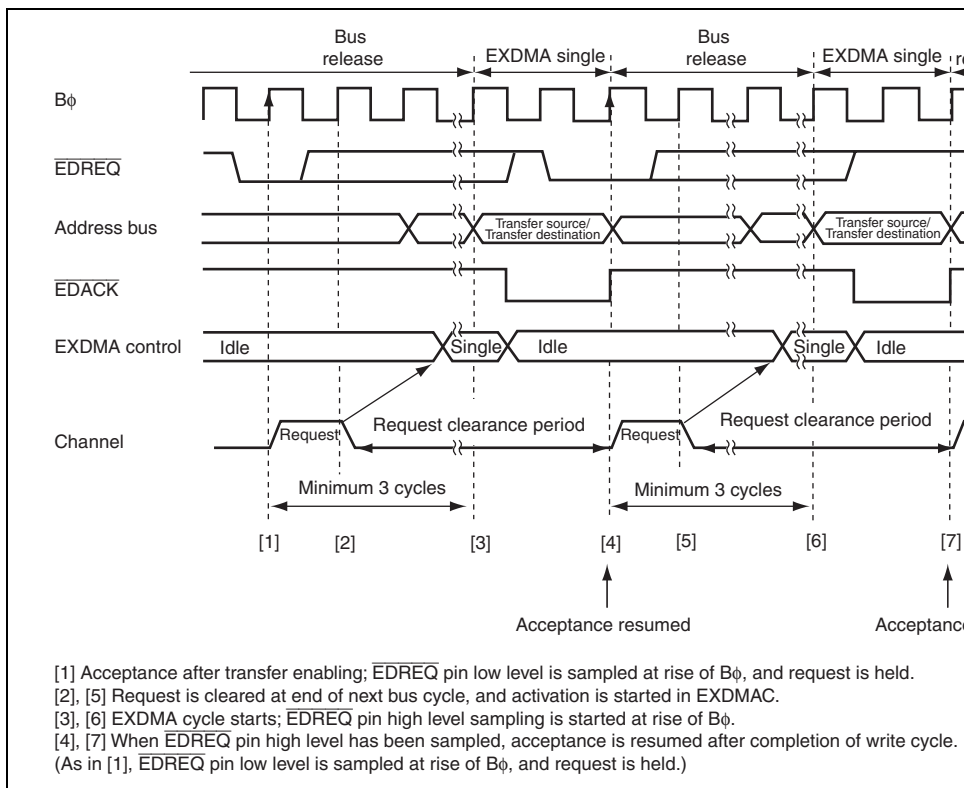 Bus release EXDMA single Bus release EXDMA single
Bϕ
EDREQ
Address bus Transfer source/ Transfer destination Transfer source/ Transfer destination
EDACK
EXDMA control Idle Single Idle Single Idle
Channel Request Request clearance period Request Request clearance period
Minimum 3 cycles Minimum 3 cycles
[1] [2] [3] [4] [5] [6] [7]
Acceptance resumed Acceptance
[1] Acceptance after transfer enabling; EDREQ pin low level is sampled at rise of Bϕ, and request is held.
[2], [5] Request is cleared at end of next bus cycle, and activation is started in EXDMAC.
[3], [6] EXDMA cycle starts; EDREQ pin high level sampling is started at rise of Bϕ.
[4], [7] When EDREQ pin high level has been sampled, acceptance is resumed after completion of write cycle.
(As in [1], EDREQ pin low level is sampled at rise of Bϕ, and request is held.)